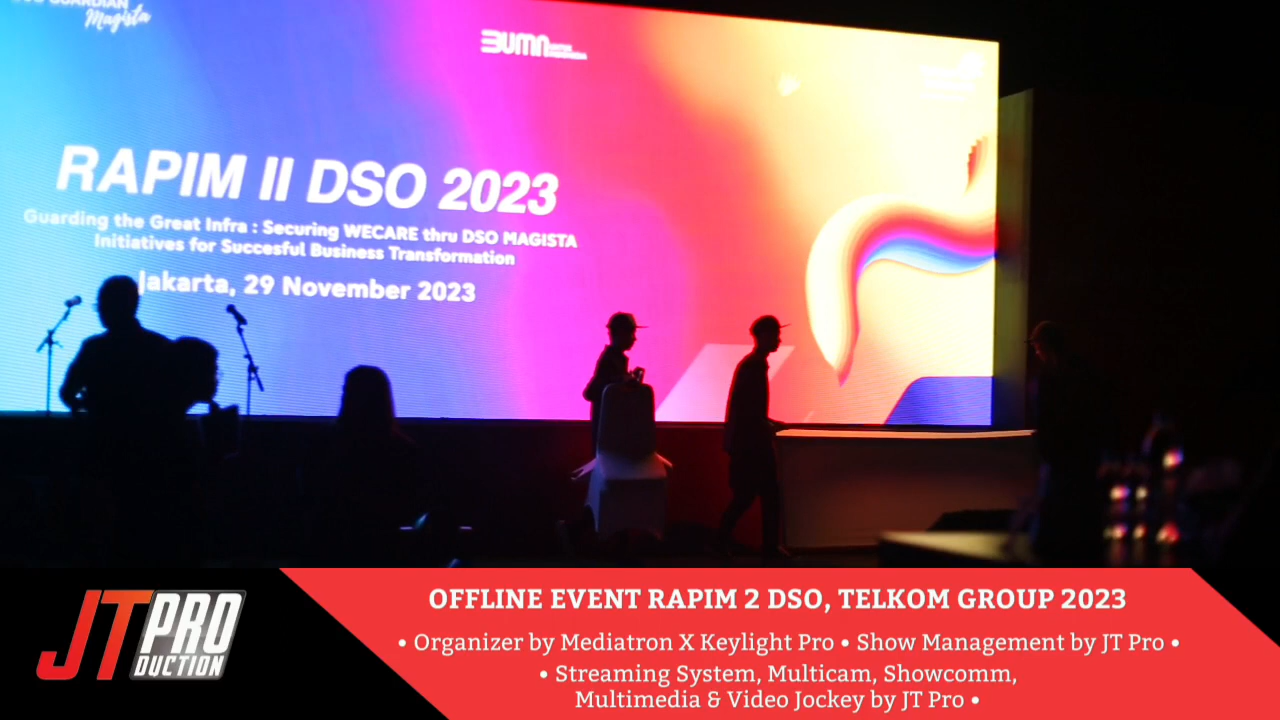 GUARDIAN
Magista
BUMN
RAPIM II DSO 2023
Guarding the Great Infra : Securing WECARE thru DSO MAGISTA
Initiatives for Succesful Business Transformation
Jakarta, 29 November 2023
JT PRO
DUCTION
OFFLINE EVENT RAPIM 2 DSO, TELKOM GROUP 2023
• Organizer by Mediatron X Keylight Pro • Show Management by JT Pro •
• Streaming System, Multicam, Showcomm,
Multimedia & Video Jockey by JT Pro •